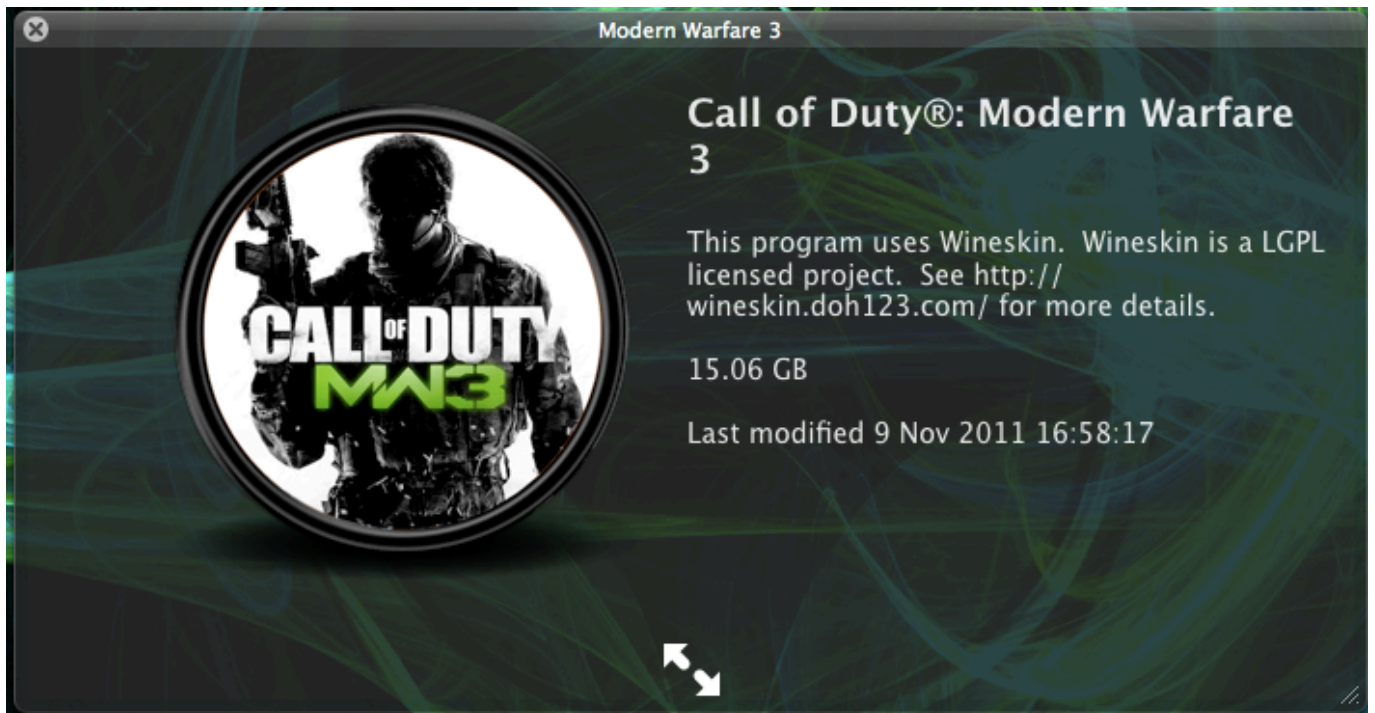 Modern Warfare 3
Call of Duty®: Modern Warfare
3
CALL OF DUTY
MW3
This program uses Wineskin.  Wineskin is a LGPL
licensed project.  See http://
wineskin.doh123.com/ for more details.
15.06 GB
Last modified 9 Nov 2011 16:58:17